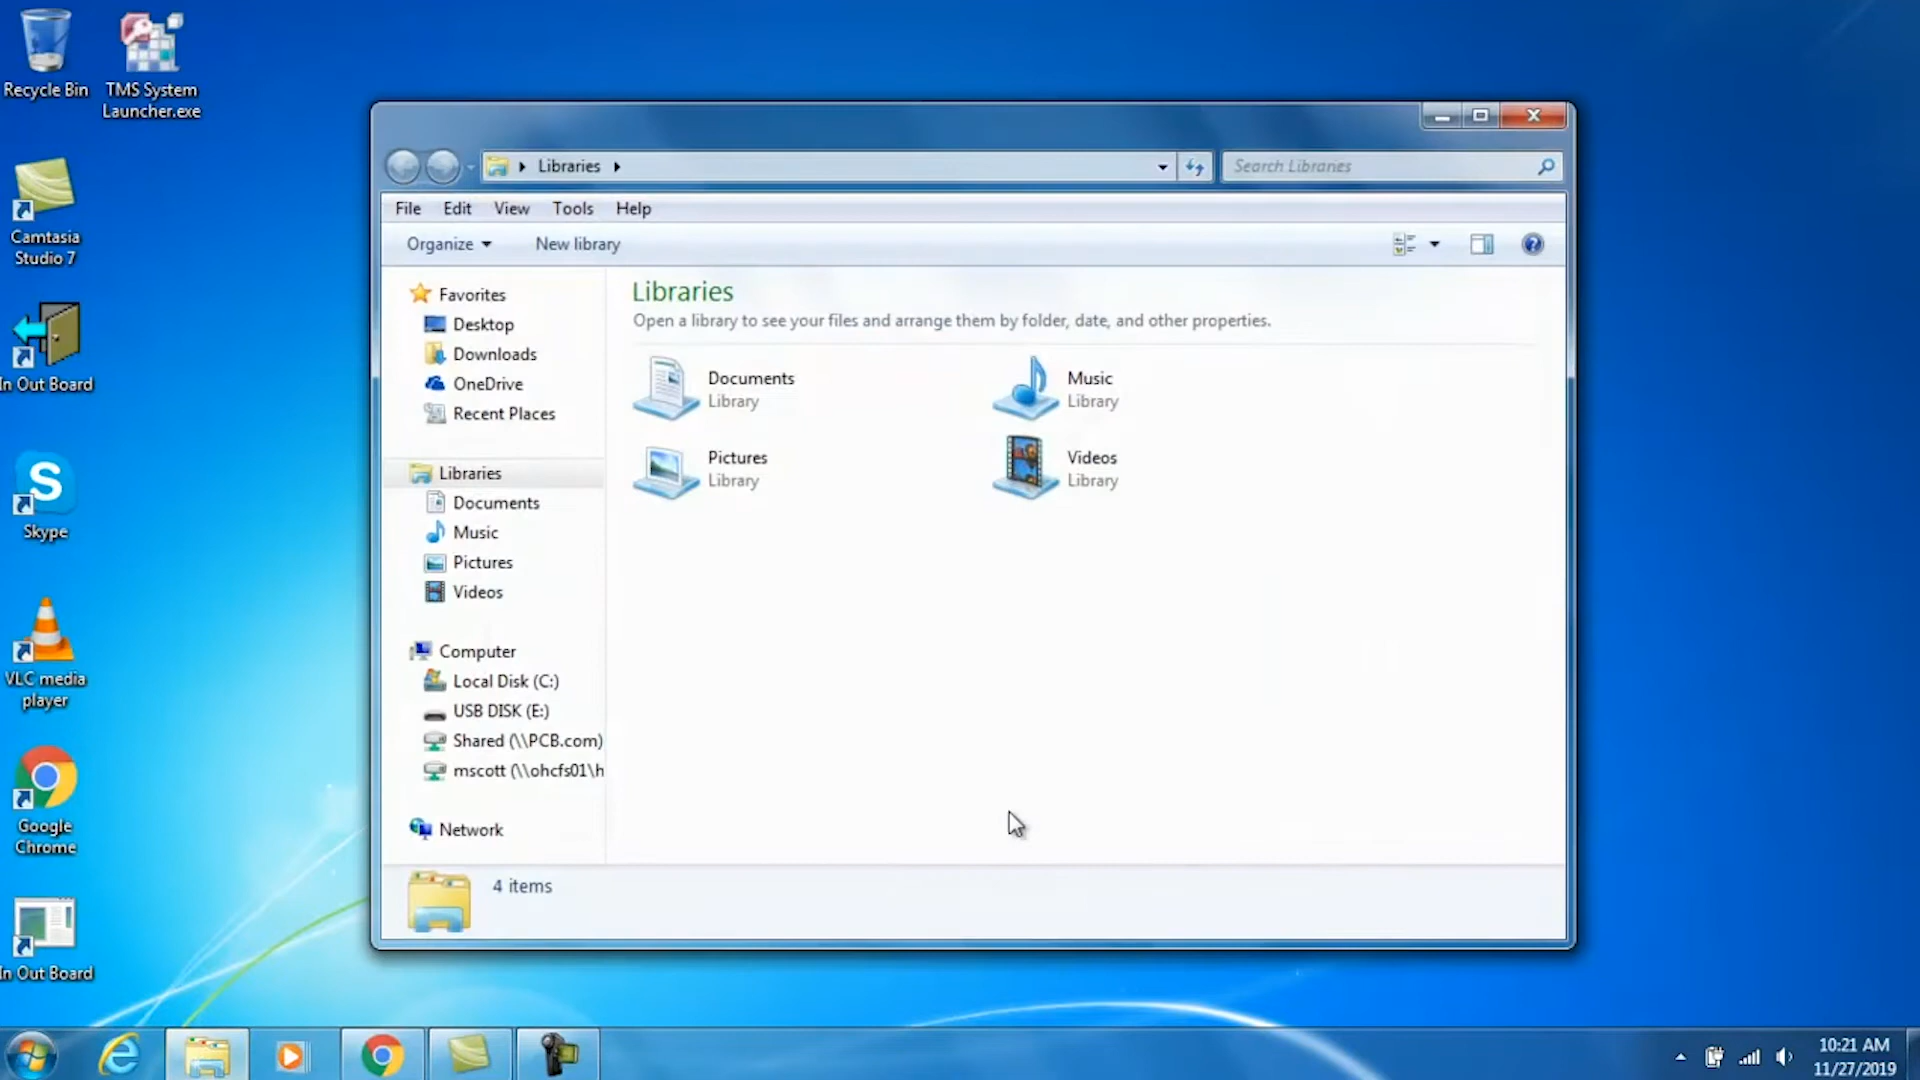 Recycle Bin
TMS System
Launcher.exe
Camtasia
Studio 7
In Out Board
Skype
VLC media
player
Google
Chrome
In Out Board
Libraries
Search Libraries
File Edit View Tools Help
Organize New library
Favorites
Desktop
Downloads
OneDrive
Recent Places
Libraries
Documents
Music
Pictures
Videos
Computer
Local Disk (C:)
USB DISK (E:)
Shared (\\PCB.com)
mscott (\\ohcfs01\h
Network
Libraries
Open a library to see your files and arrange them by folder, date, and other properties.
Documents
Library
Music
Library
Pictures
Library
Videos
Library
4 items
10:21 AM
11/27/2019